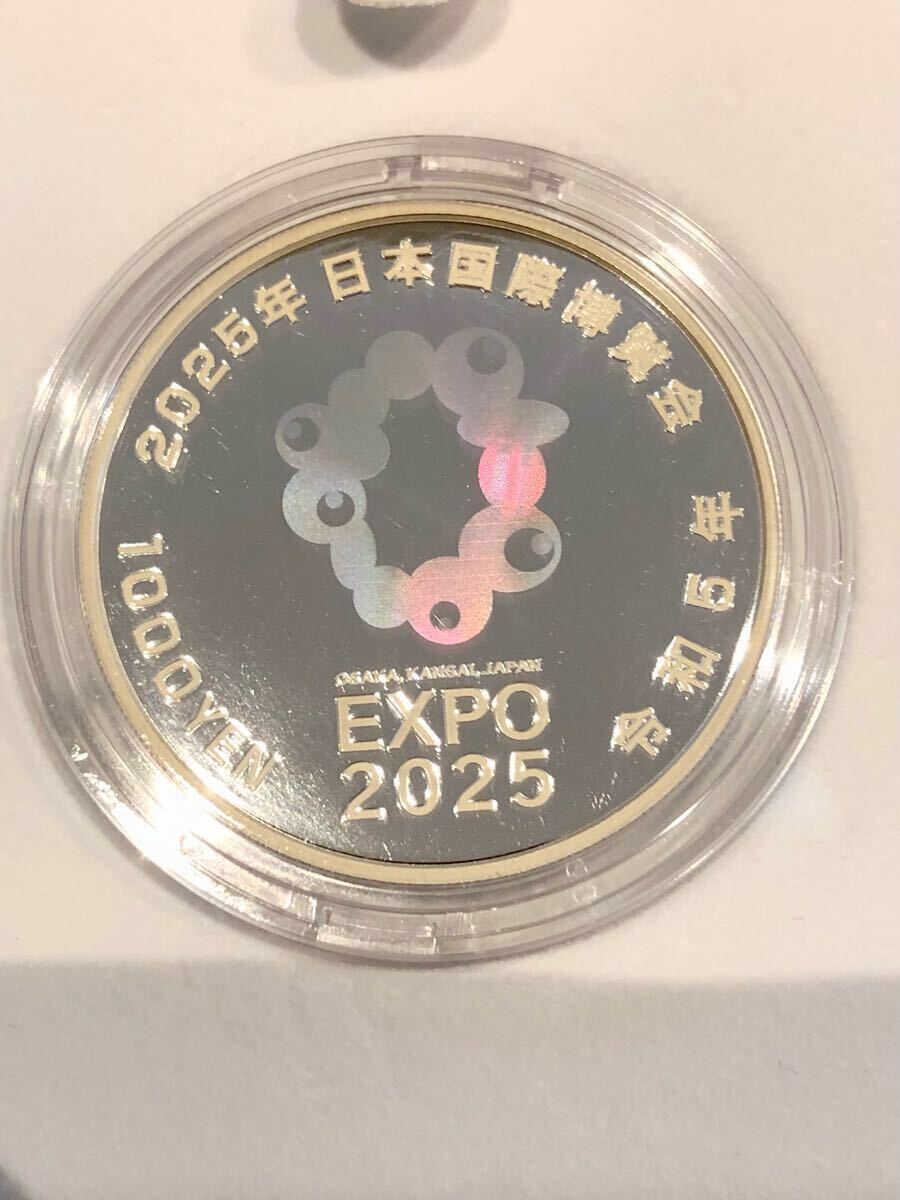 2025年日本国際博覧会
令和5年
1000YEN
OSAKA, KANSAI, JAPAN
EXPO
2025